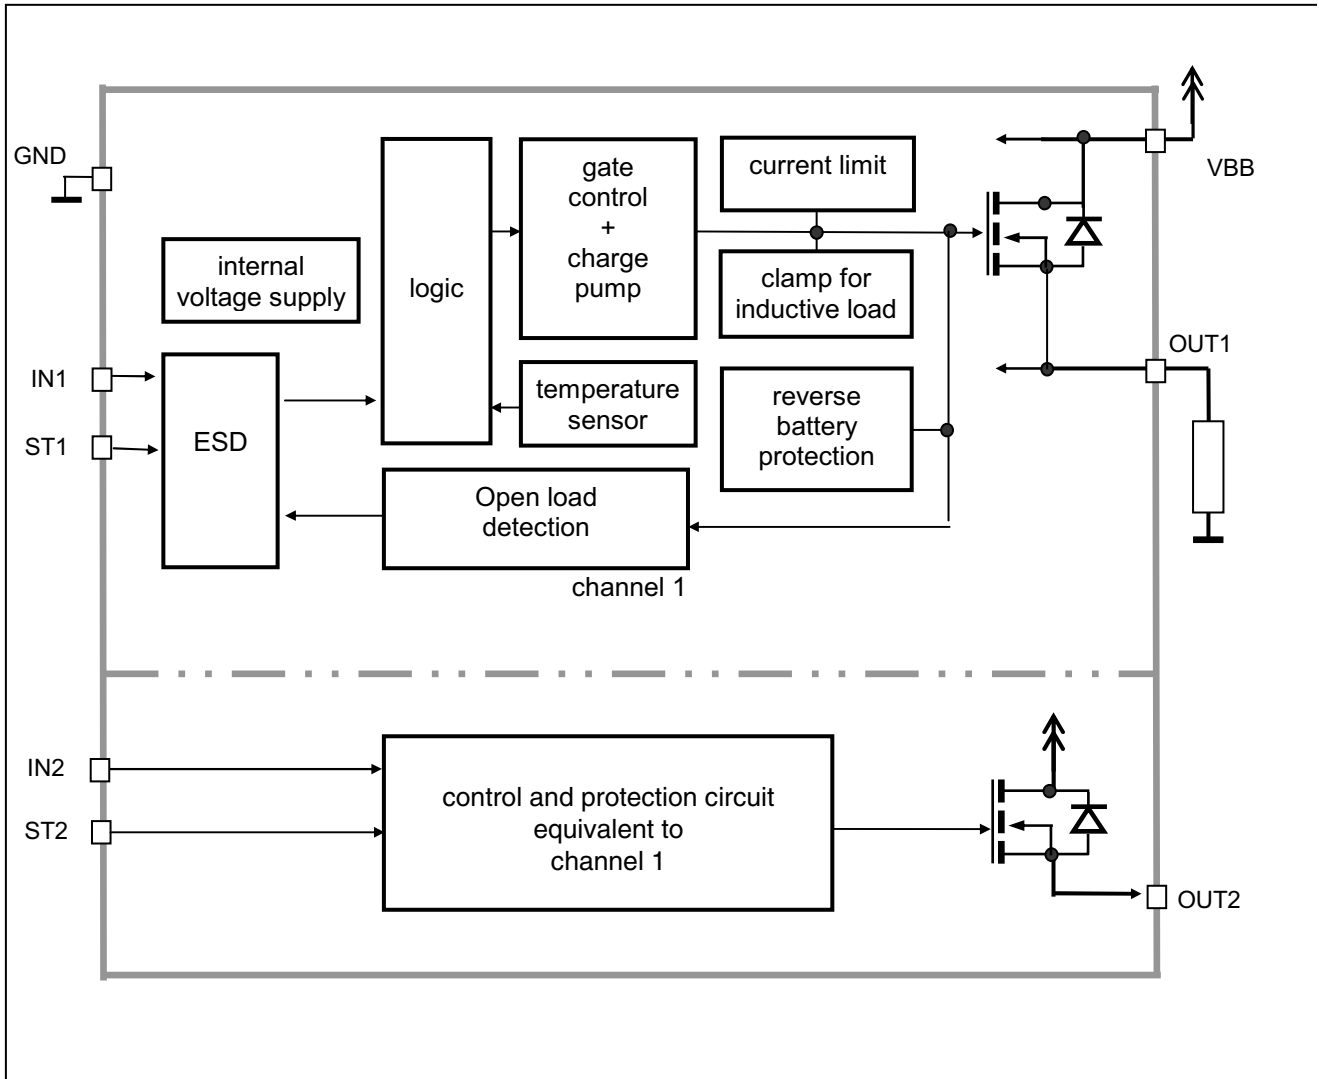 GND
VBB
internal
voltage supply
logic
gate
control
+
charge
pump
current limit
clamp for
inductive load
IN1
ST1
ESD
temperature
sensor
reverse
battery
protection
OUT1
Open load
detection
channel 1
IN2
ST2
control and protection circuit
equivalent to
channel 1
OUT2